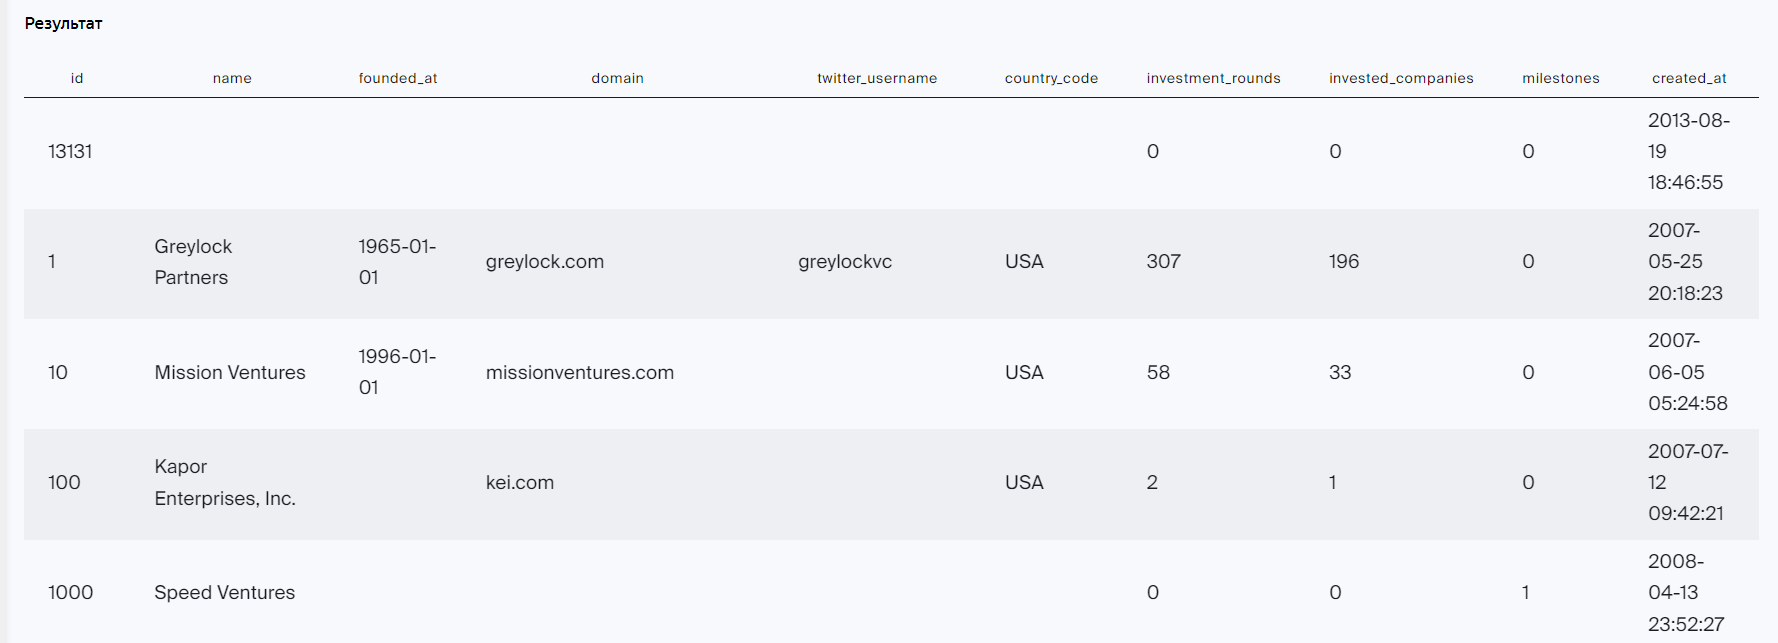 Результат
id name founded_at domain twitter_username country_code investment_rounds invested_companies milestones created_at
13131 0 0 0 2013-08-19 18:46:55
1 Greylock Partners 1965-01-01 greylock.com greylockvc USA 307 196 0 2007-05-25 20:18:23
10 Mission Ventures 1996-01-01 missionventures.com USA 58 33 0 2007-06-05 05:24:58
100 Kapor Enterprises, Inc. kei.com USA 2 1 0 2007-07-12 09:42:21
1000 Speed Ventures 0 0 1 2008-04-13 23:52:27